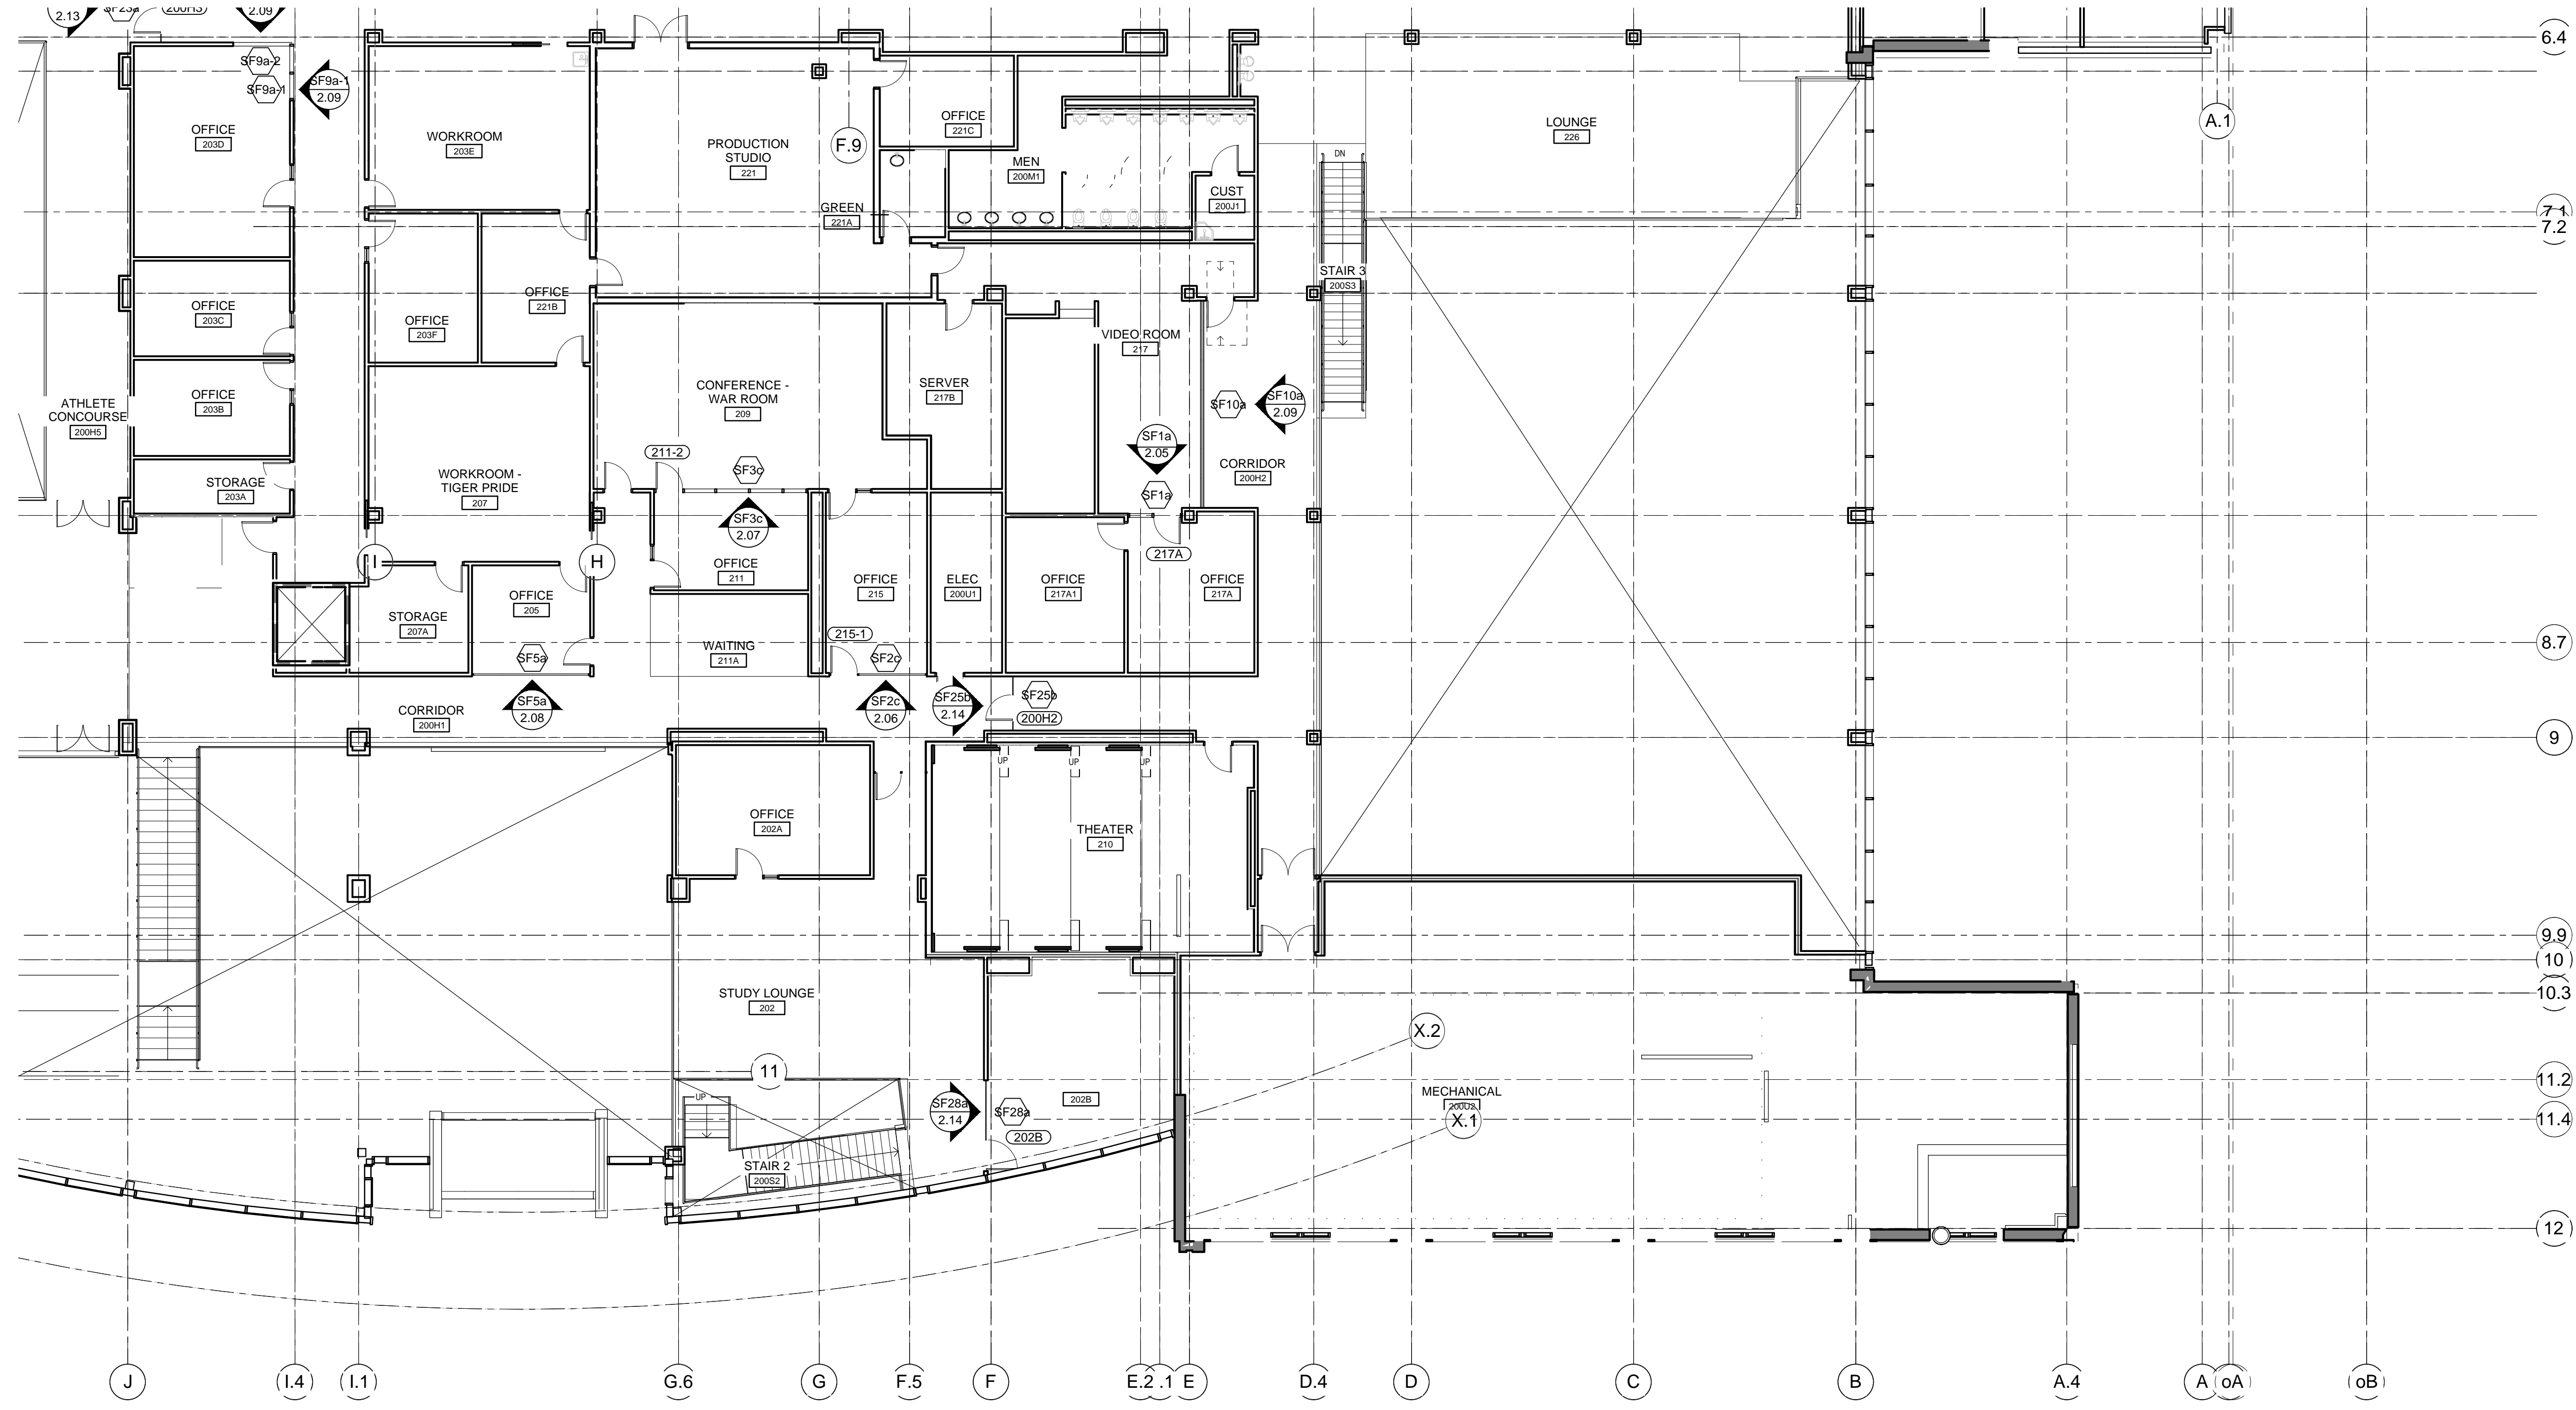 2.13
SF23a
200H3
2.09
6.4
SF9a-2
SF9a-1
SF9a-1
2.09
A.1
OFFICE
203D
WORKROOM
203E
PRODUCTION
STUDIO
221
F.9
OFFICE
221C
MEN
200M1
CUST
200J1
LOUNGE
226
DN
GREEN
221A
7.1
7.2
OFFICE
203C
OFFICE
203F
OFFICE
221B
STAIR 3
200S3
VIDEO ROOM
217
OFFICE
203B
CONFERENCE -
WAR ROOM
209
SERVER
217B
ATHLETE
CONCOURSE
200H5
SF10a
SF10a
2.09
SF1a
2.05
211-2
SF3c
CORRIDOR
200H2
STORAGE
203A
WORKROOM -
TIGER PRIDE
207
SF1a
SF3c
2.07
I
H
217A
OFFICE
211
OFFICE
215
ELEC
200U1
OFFICE
217A1
OFFICE
217A
OFFICE
205
STORAGE
207A
215-1
8.7
WAITING
211A
SF5a
SF2c
CORRIDOR
200H1
SF5a
2.08
SF2c
2.06
SF25b
2.14
SF25b
200H2
9
UP
UP
UP
OFFICE
202A
THEATER
210
9.9
10
STUDY LOUNGE
202
10.3
X.2
11
11.2
UP
SF28a
2.14
SF28a
202B
MECHANICAL
200U2
X.1
11.4
202B
STAIR 2
200S2
12
J
I.4
I.1
G.6
G
F.5
F
E.2
.1
E
D.4
D
C
B
A.4
A
oA
oB